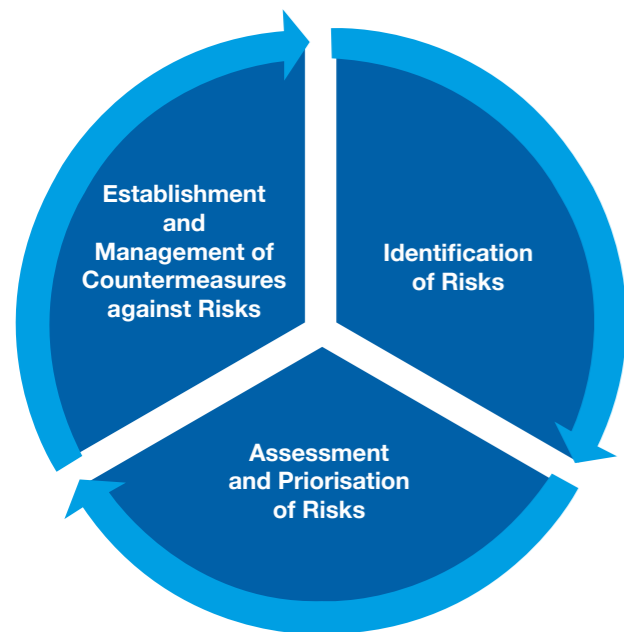 Establishment
and
Management of
Countermeasures
against Risks
Identification
of Risks
Assessment
and Priorisation
of Risks